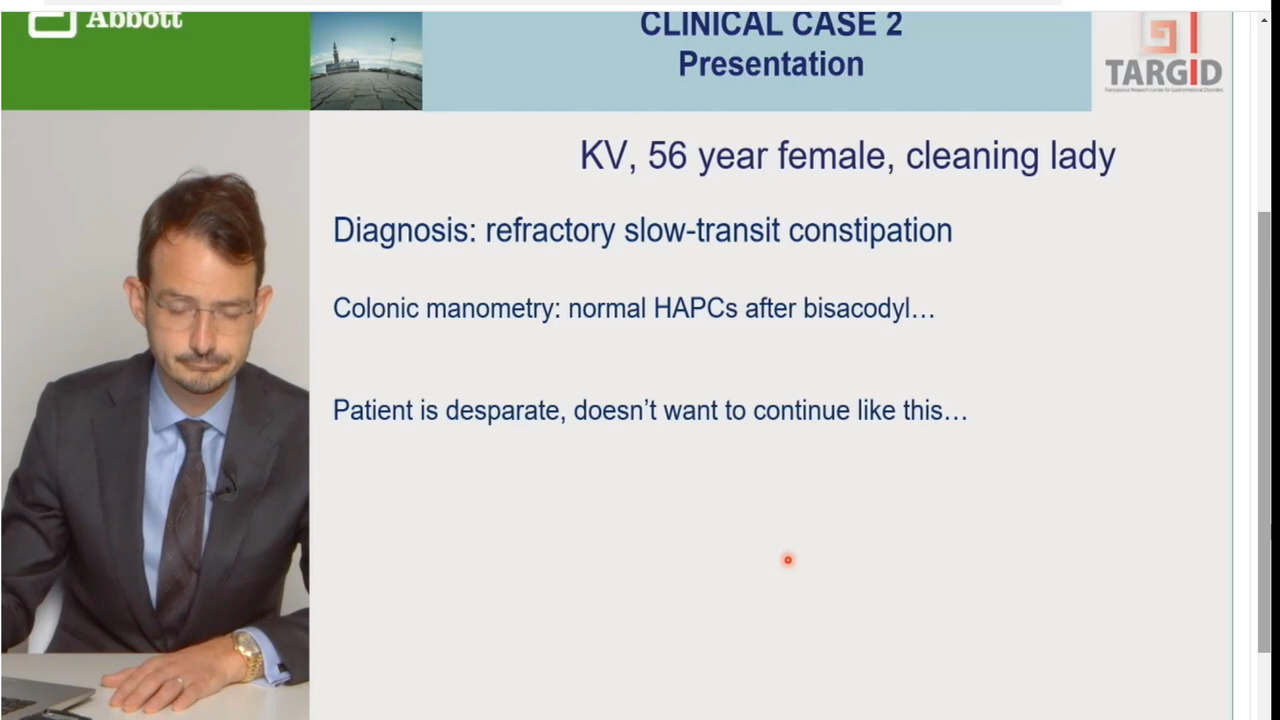 Abbott
CLINICAL CASE 2
Presentation
TARGID
KV, 56 year female, cleaning lady
Diagnosis: refractory slow-transit constipation
Colonic manometry: normal HAPCs after bisacodyl…
Patient is desparate, doesn’t want to continue like this…